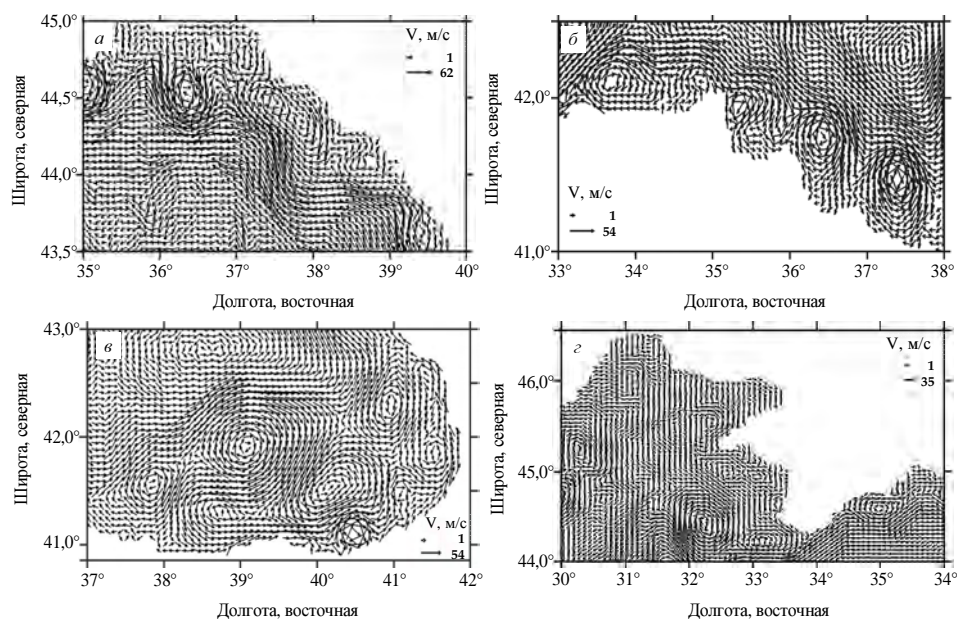 45,0°
а
V, м/с
1
62
44,5°
44,0°
43,5°
Широта, северная
35° 36° 37° 38° 39° 40°
Долгота, восточная
б
42,0°
41,0°
Широта, северная
V, м/с
1
54
33° 34° 35° 36° 37° 38°
Долгота, восточная
43,0°
в
42,0°
41,0°
Широта, северная
V, м/с
1
54
37° 38° 39° 40° 41° 42°
Долгота, восточная
г
V, м/с
1
35
46,0°
45,0°
44,0°
Широта, северная
30° 31° 32° 33° 34° 35° 34°
Долгота, восточная